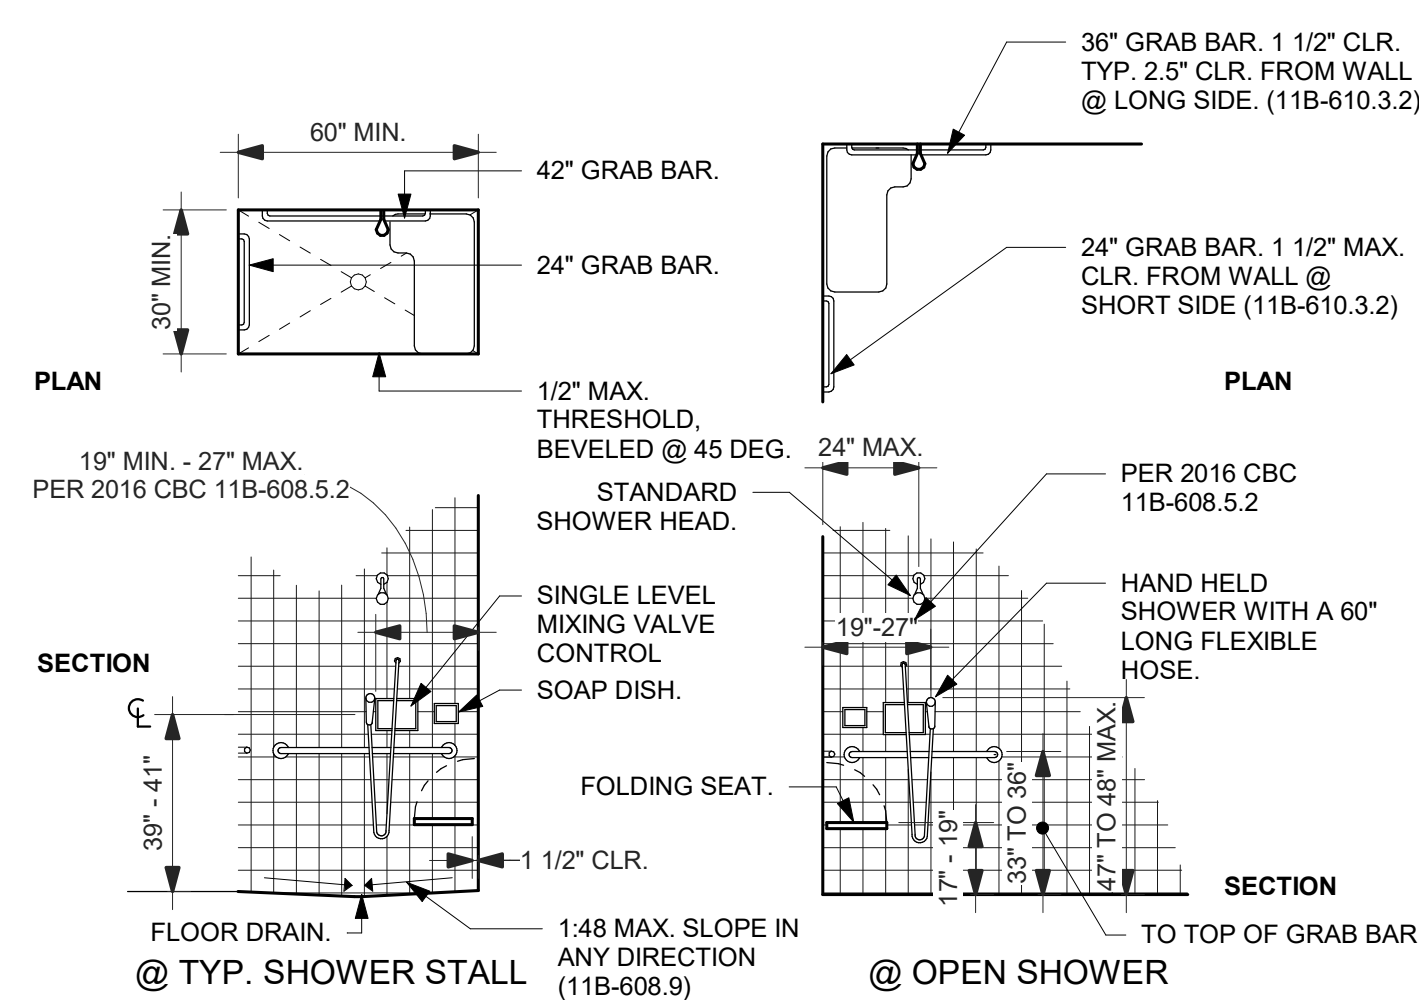 60" MIN.
30" MIN.
42" GRAB BAR.
24" GRAB BAR.
1/2" MAX.
THRESHOLD,
BEVELED @ 45 DEG.
PLAN
36" GRAB BAR. 1 1/2" CLR.
TYP. 2.5" CLR. FROM WALL
@ LONG SIDE. (11B-610.3.2)
24" GRAB BAR. 1 1/2" MAX.
CLR. FROM WALL @
SHORT SIDE (11B-610.3.2)
PLAN
19" MIN. - 27" MAX.
PER 2016 CBC 11B-608.5.2
STANDARD
SHOWER HEAD.
SINGLE LEVEL
MIXING VALVE
CONTROL
SOAP DISH.
SECTION
CL
39" - 41"
FOLDING SEAT.
1 1/2" CLR.
FLOOR DRAIN.
1:48 MAX. SLOPE IN
ANY DIRECTION
(11B-608.9)
@ TYP. SHOWER STALL
24" MAX.
PER 2016 CBC
11B-608.5.2
19"-27"
HAND HELD
SHOWER WITH A 60"
LONG FLEXIBLE
HOSE.
17" - 19"
33" TO 36"
47" TO 48" MAX.
SECTION
TO TOP OF GRAB BAR
@ OPEN SHOWER